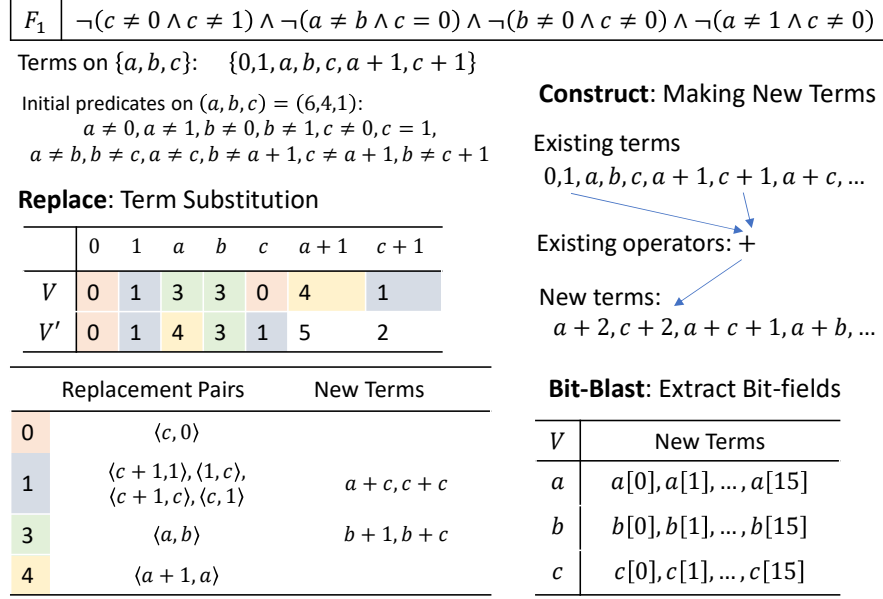 F₁ ¬(c ≠ 0 ∧ c ≠ 1) ∧ ¬(a ≠ b ∧ c = 0) ∧ ¬(b ≠ 0 ∧ c ≠ 0) ∧ ¬(a ≠ 1 ∧ c ≠ 0)
Terms on {a, b, c}: {0,1, a, b, c, a + 1, c + 1}
Initial predicates on (a, b, c) = (6,4,1):
a ≠ 0, a ≠ 1, b ≠ 0, b ≠ 1, c ≠ 0, c = 1,
a ≠ b, b ≠ c, a ≠ c, b ≠ a + 1, c ≠ a + 1, b ≠ c + 1
Replace: Term Substitution
0 1 a b c a + 1 c + 1
V 0 1 3 3 0 4 1
V′ 0 1 4 3 1 5 2
Replacement Pairs New Terms
0 ⟨c, 0⟩
1 ⟨c + 1,1⟩, ⟨1, c⟩,
⟨c + 1, c⟩, ⟨c, 1⟩ a + c, c + c
3 ⟨a, b⟩ b + 1, b + c
4 ⟨a + 1, a⟩
Construct: Making New Terms
Existing terms
0,1, a, b, c, a + 1, c + 1, a + c, …
Existing operators: +
New terms:
a + 2, c + 2, a + c + 1, a + b, …
Bit-Blast: Extract Bit-fields
V New Terms
a a[0], a[1], … , a[15]
b b[0], b[1], … , b[15]
c c[0], c[1], … , c[15]